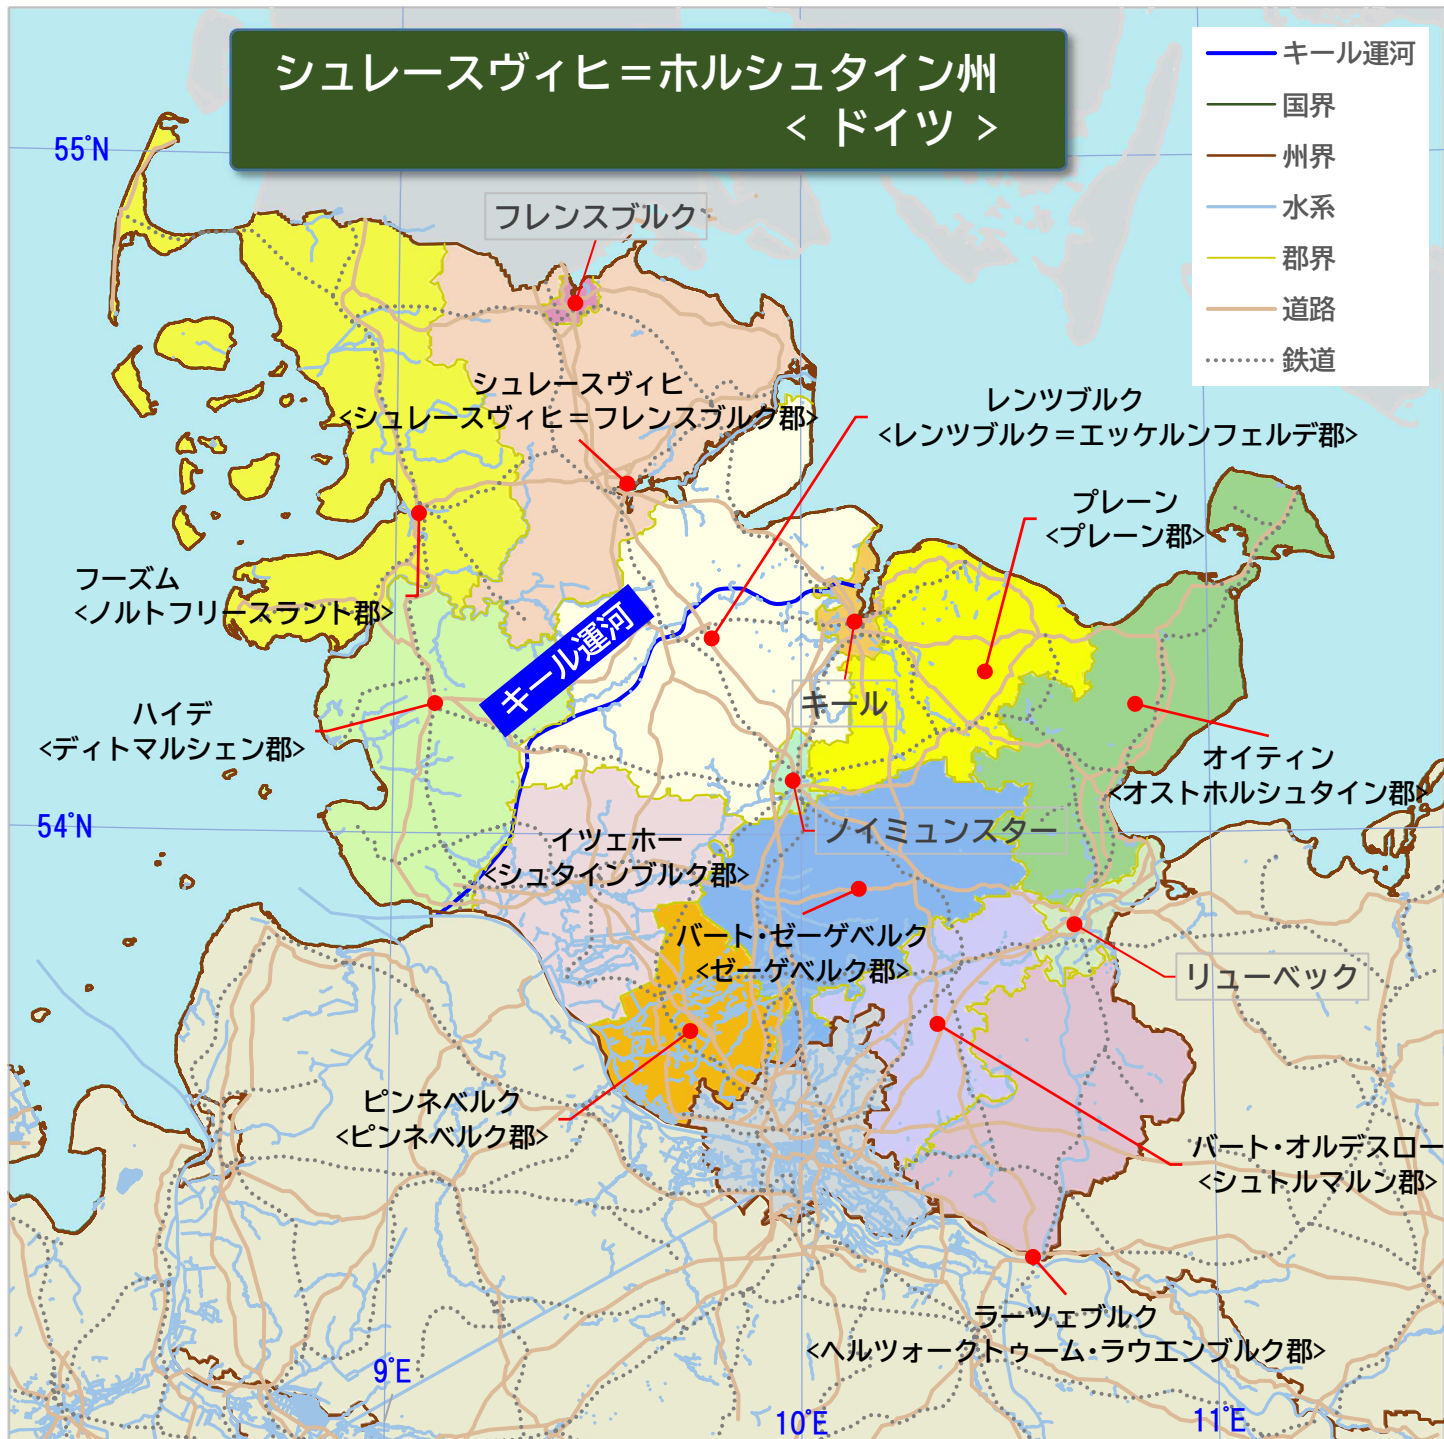 シュレースヴィヒ＝ホルシュタイン州
< ドイツ >
キール運河
国界
州界
水系
郡界
道路
鉄道
55°N
フレンスブルク
シュレースヴィヒ
<シュレースヴィヒ＝フレンスブルク郡>
レンツブルク
<レンツブルク＝エッケルンフェルデ郡>
プレーン
<プレーン郡>
フーズム
<ノルトフリースラント郡>
キール運河
キール
ハイデ
<ディトマルシェン郡>
オイティン
<オストホルシュタイン郡>
54°N
ノイミュンスター
イツェホー
<シュタインブルク郡>
バート・ゼーゲベルク
<ゼーゲベルク郡>
リューベック
ピンネベルク
<ピンネベルク郡>
バート・オルデスロー
<シュトルマルン郡>
ラーツェブルク
<ヘルツォークトゥーム・ラウエンブルク郡>
9°E
10°E
11°E